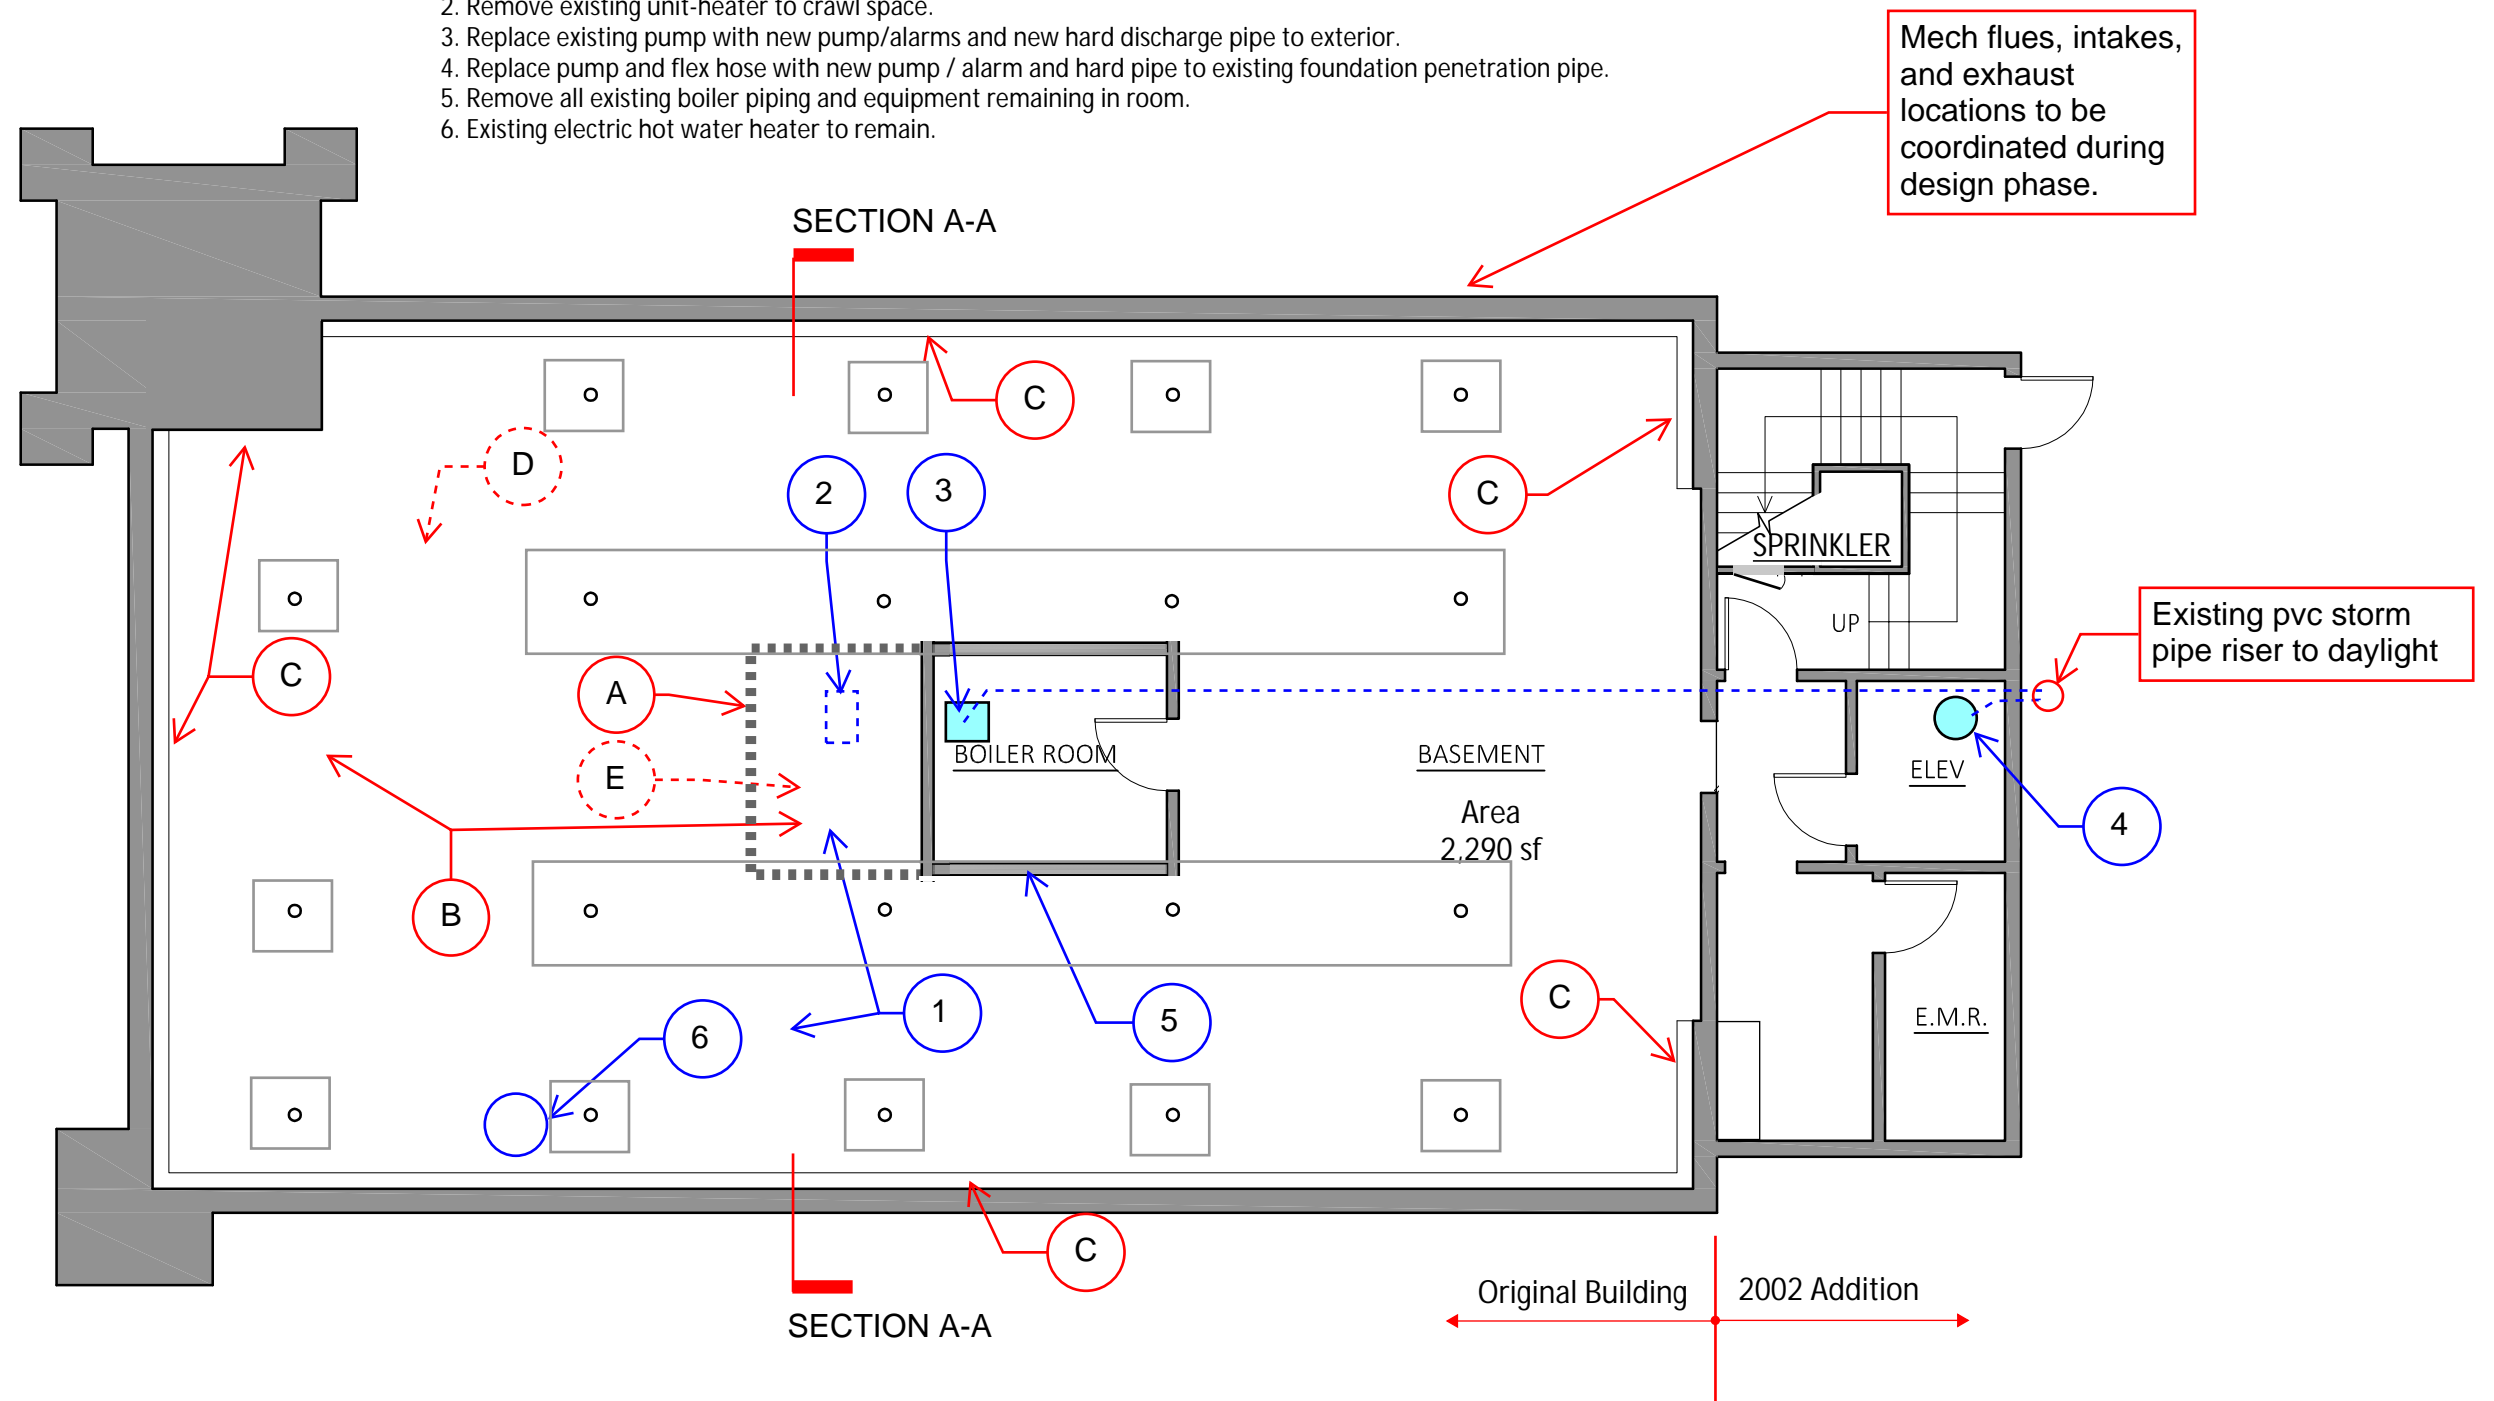 2. Remove existing unit-heater to crawl space.
3. Replace existing pump with new pump/alarms and new hard discharge pipe to exterior.
4. Replace pump and flex hose with new pump / alarm and hard pipe to existing foundation penetration pipe.
5. Remove all existing boiler piping and equipment remaining in room.
6. Existing electric hot water heater to remain.
Mech flues, intakes,
and exhaust
locations to be
coordinated during
design phase.
SECTION A-A
C
D
2
3
C
SPRINKLER
UP
Existing pvc storm
pipe riser to daylight
C
A
BOILER ROOM
BASEMENT
E
ELEV
Area
2,290 sf
4
B
C
1
5
6
E.M.R.
C
Original Building
2002 Addition
SECTION A-A